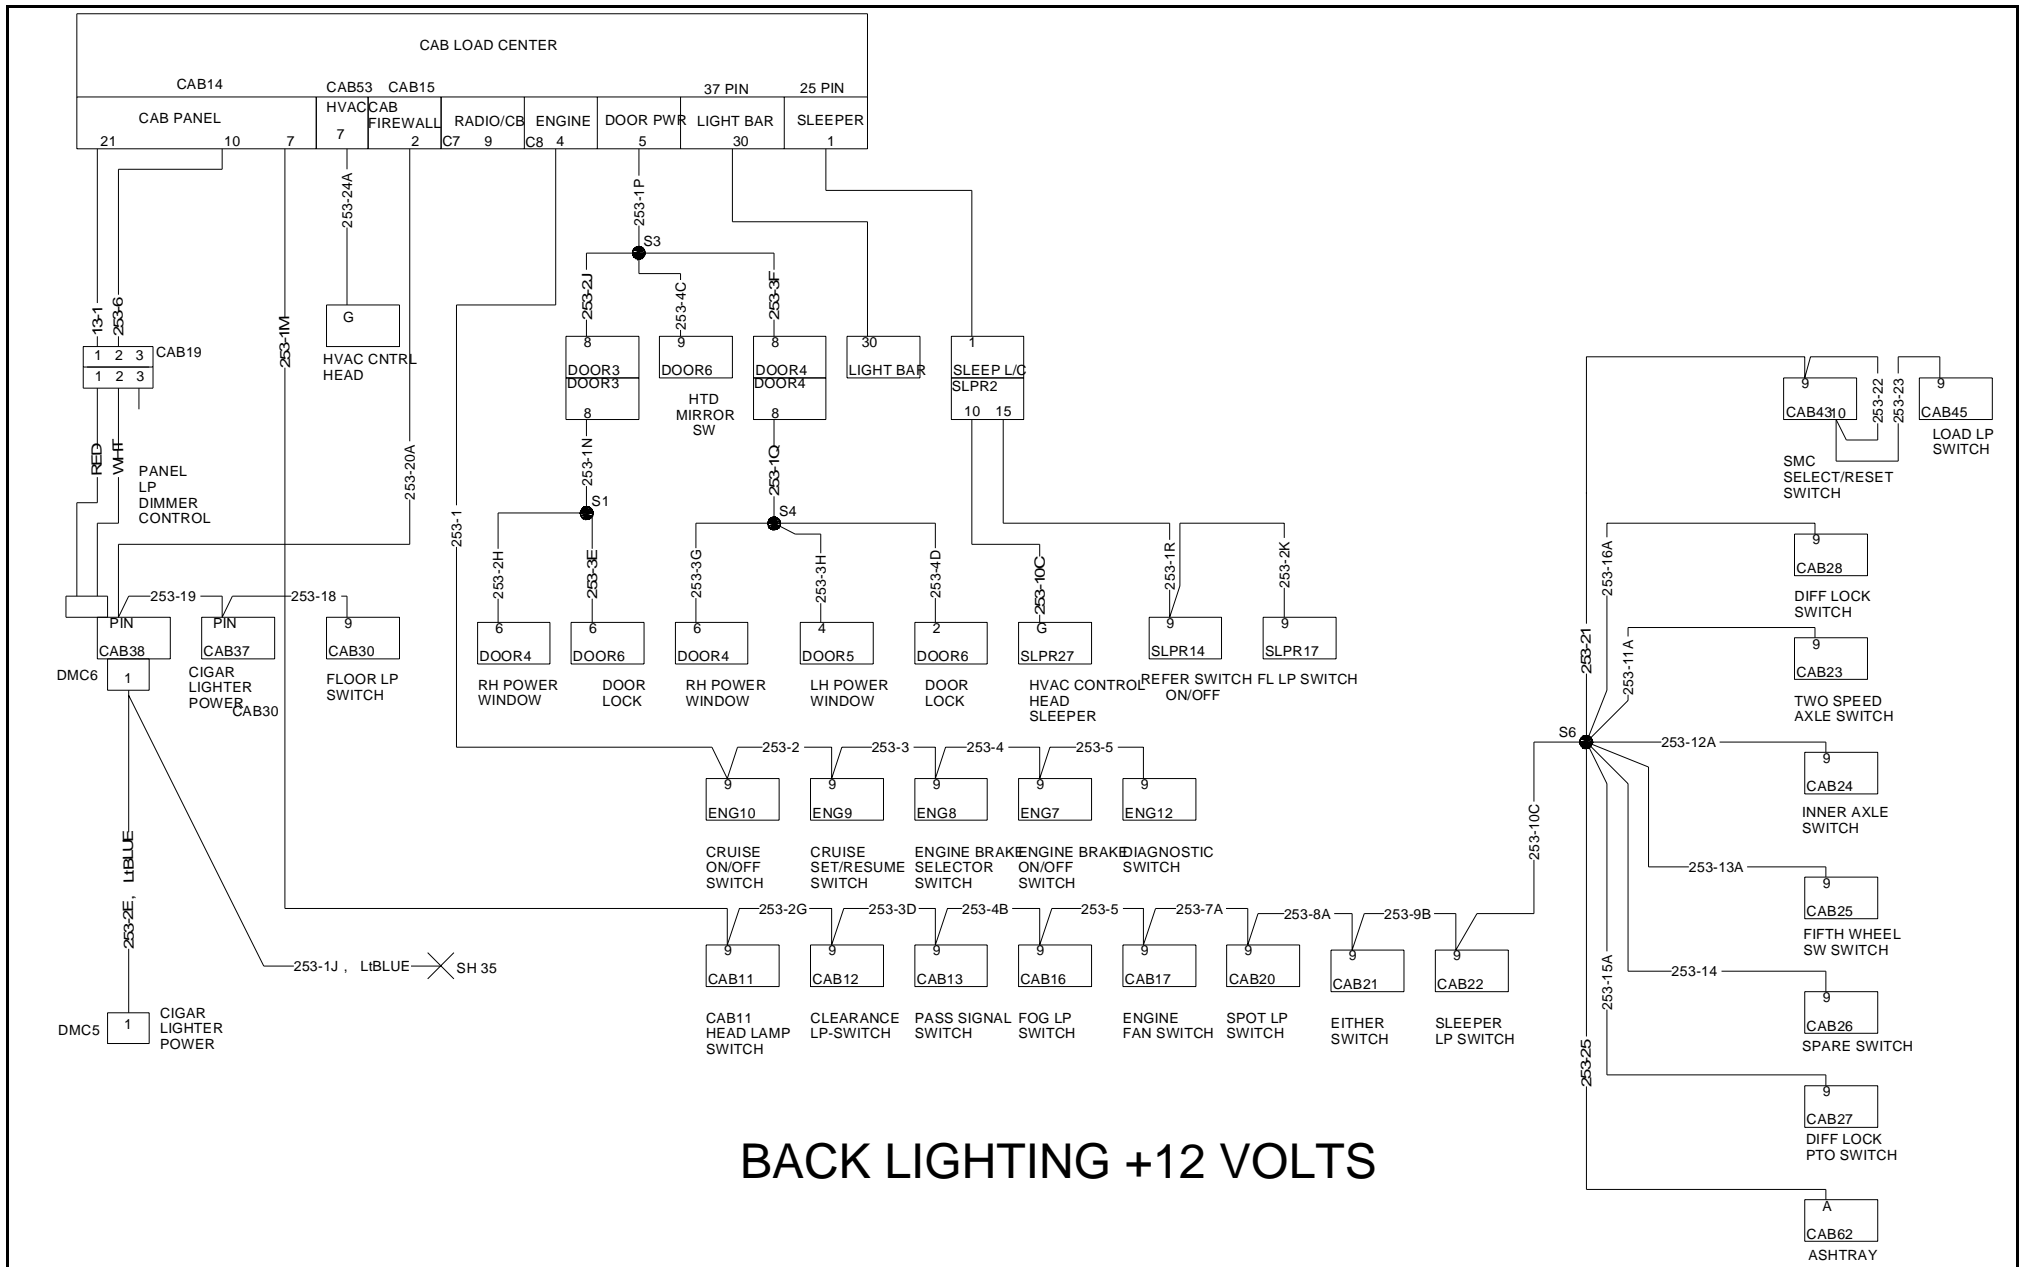 CAB LOAD CENTER
CAB14
CAB53
CAB15
37 PIN
25 PIN
CAB PANEL
HVAC
CAB
FIREWALL
RADIO/CB
ENGINE
DOOR PWR
LIGHT BAR
SLEEPER
21
10
7
7
2
C7
9
C8
4
5
30
1
253-24A
253-1P
S3
13-1
253-6
253-1M
253-2J
253-4C
253-3F
G
HVAC CNTRL
HEAD
1 2 3
CAB19
1 2 3
8
DOOR3
DOOR3
8
9
DOOR6
HTD
MIRROR
SW
8
DOOR4
DOOR4
8
30
LIGHT BAR
1
SLEEP L/C
SLPR2
10 15
RED
WHT
PANEL
LP
DIMMER
CONTROL
253-20A
253-1
253-1N
S1
253-1Q
S4
253-2H
253-3E
253-3G
253-3H
253-4D
253-10C
253-1R
253-2K
253-19
253-18
PIN
CAB38
PIN
CAB37
9
CAB30
DMC6
1
CIGAR
LIGHTER
POWER
CAB30
FLOOR LP
SWITCH
6
DOOR4
RH POWER
WINDOW
6
DOOR6
DOOR
LOCK
6
DOOR4
RH POWER
WINDOW
4
DOOR5
LH POWER
WINDOW
2
DOOR6
DOOR
LOCK
G
SLPR27
HVAC CONTROL
HEAD
SLEEPER
9
SLPR14
REFER SWITCH
ON/OFF
9
SLPR17
FL LP SWITCH
253-2
253-3
253-4
253-5
9
ENG10
CRUISE
ON/OFF
SWITCH
9
ENG9
CRUISE
SET/RESUME
SWITCH
9
ENG8
ENGINE BRAKE
SELECTOR
SWITCH
9
ENG7
ENGINE BRAKE
ON/OFF
SWITCH
9
ENG12
DIAGNOSTIC
SWITCH
253-2G
253-3D
253-4B
253-5
253-7A
253-8A
253-9B
253-10C
9
CAB11
CAB11
HEAD LAMP
SWITCH
9
CAB12
CLEARANCE
LP-SWITCH
9
CAB13
PASS SIGNAL
SWITCH
9
CAB16
FOG LP
SWITCH
9
CAB17
ENGINE
FAN SWITCH
9
CAB20
SPOT LP
SWITCH
9
CAB21
EITHER
SWITCH
9
CAB22
SLEEPER
LP SWITCH
253-2E, LtBLUE
253-1J , LtBLUE
SH 35
DMC5
1
CIGAR
LIGHTER
POWER
S6
253-21
9
CAB43
10
253-22
253-23
SMC
SELECT/RESET
SWITCH
9
CAB45
LOAD LP
SWITCH
253-16A
9
CAB28
DIFF LOCK
SWITCH
253-11A
9
CAB23
TWO SPEED
AXLE SWITCH
253-12A
9
CAB24
INNER AXLE
SWITCH
253-13A
9
CAB25
FIFTH WHEEL
SW SWITCH
253-14
9
CAB26
SPARE SWITCH
253-15A
9
CAB27
DIFF LOCK
PTO SWITCH
253-25
A
CAB62
ASHTRAY
BACK LIGHTING +12 VOLTS